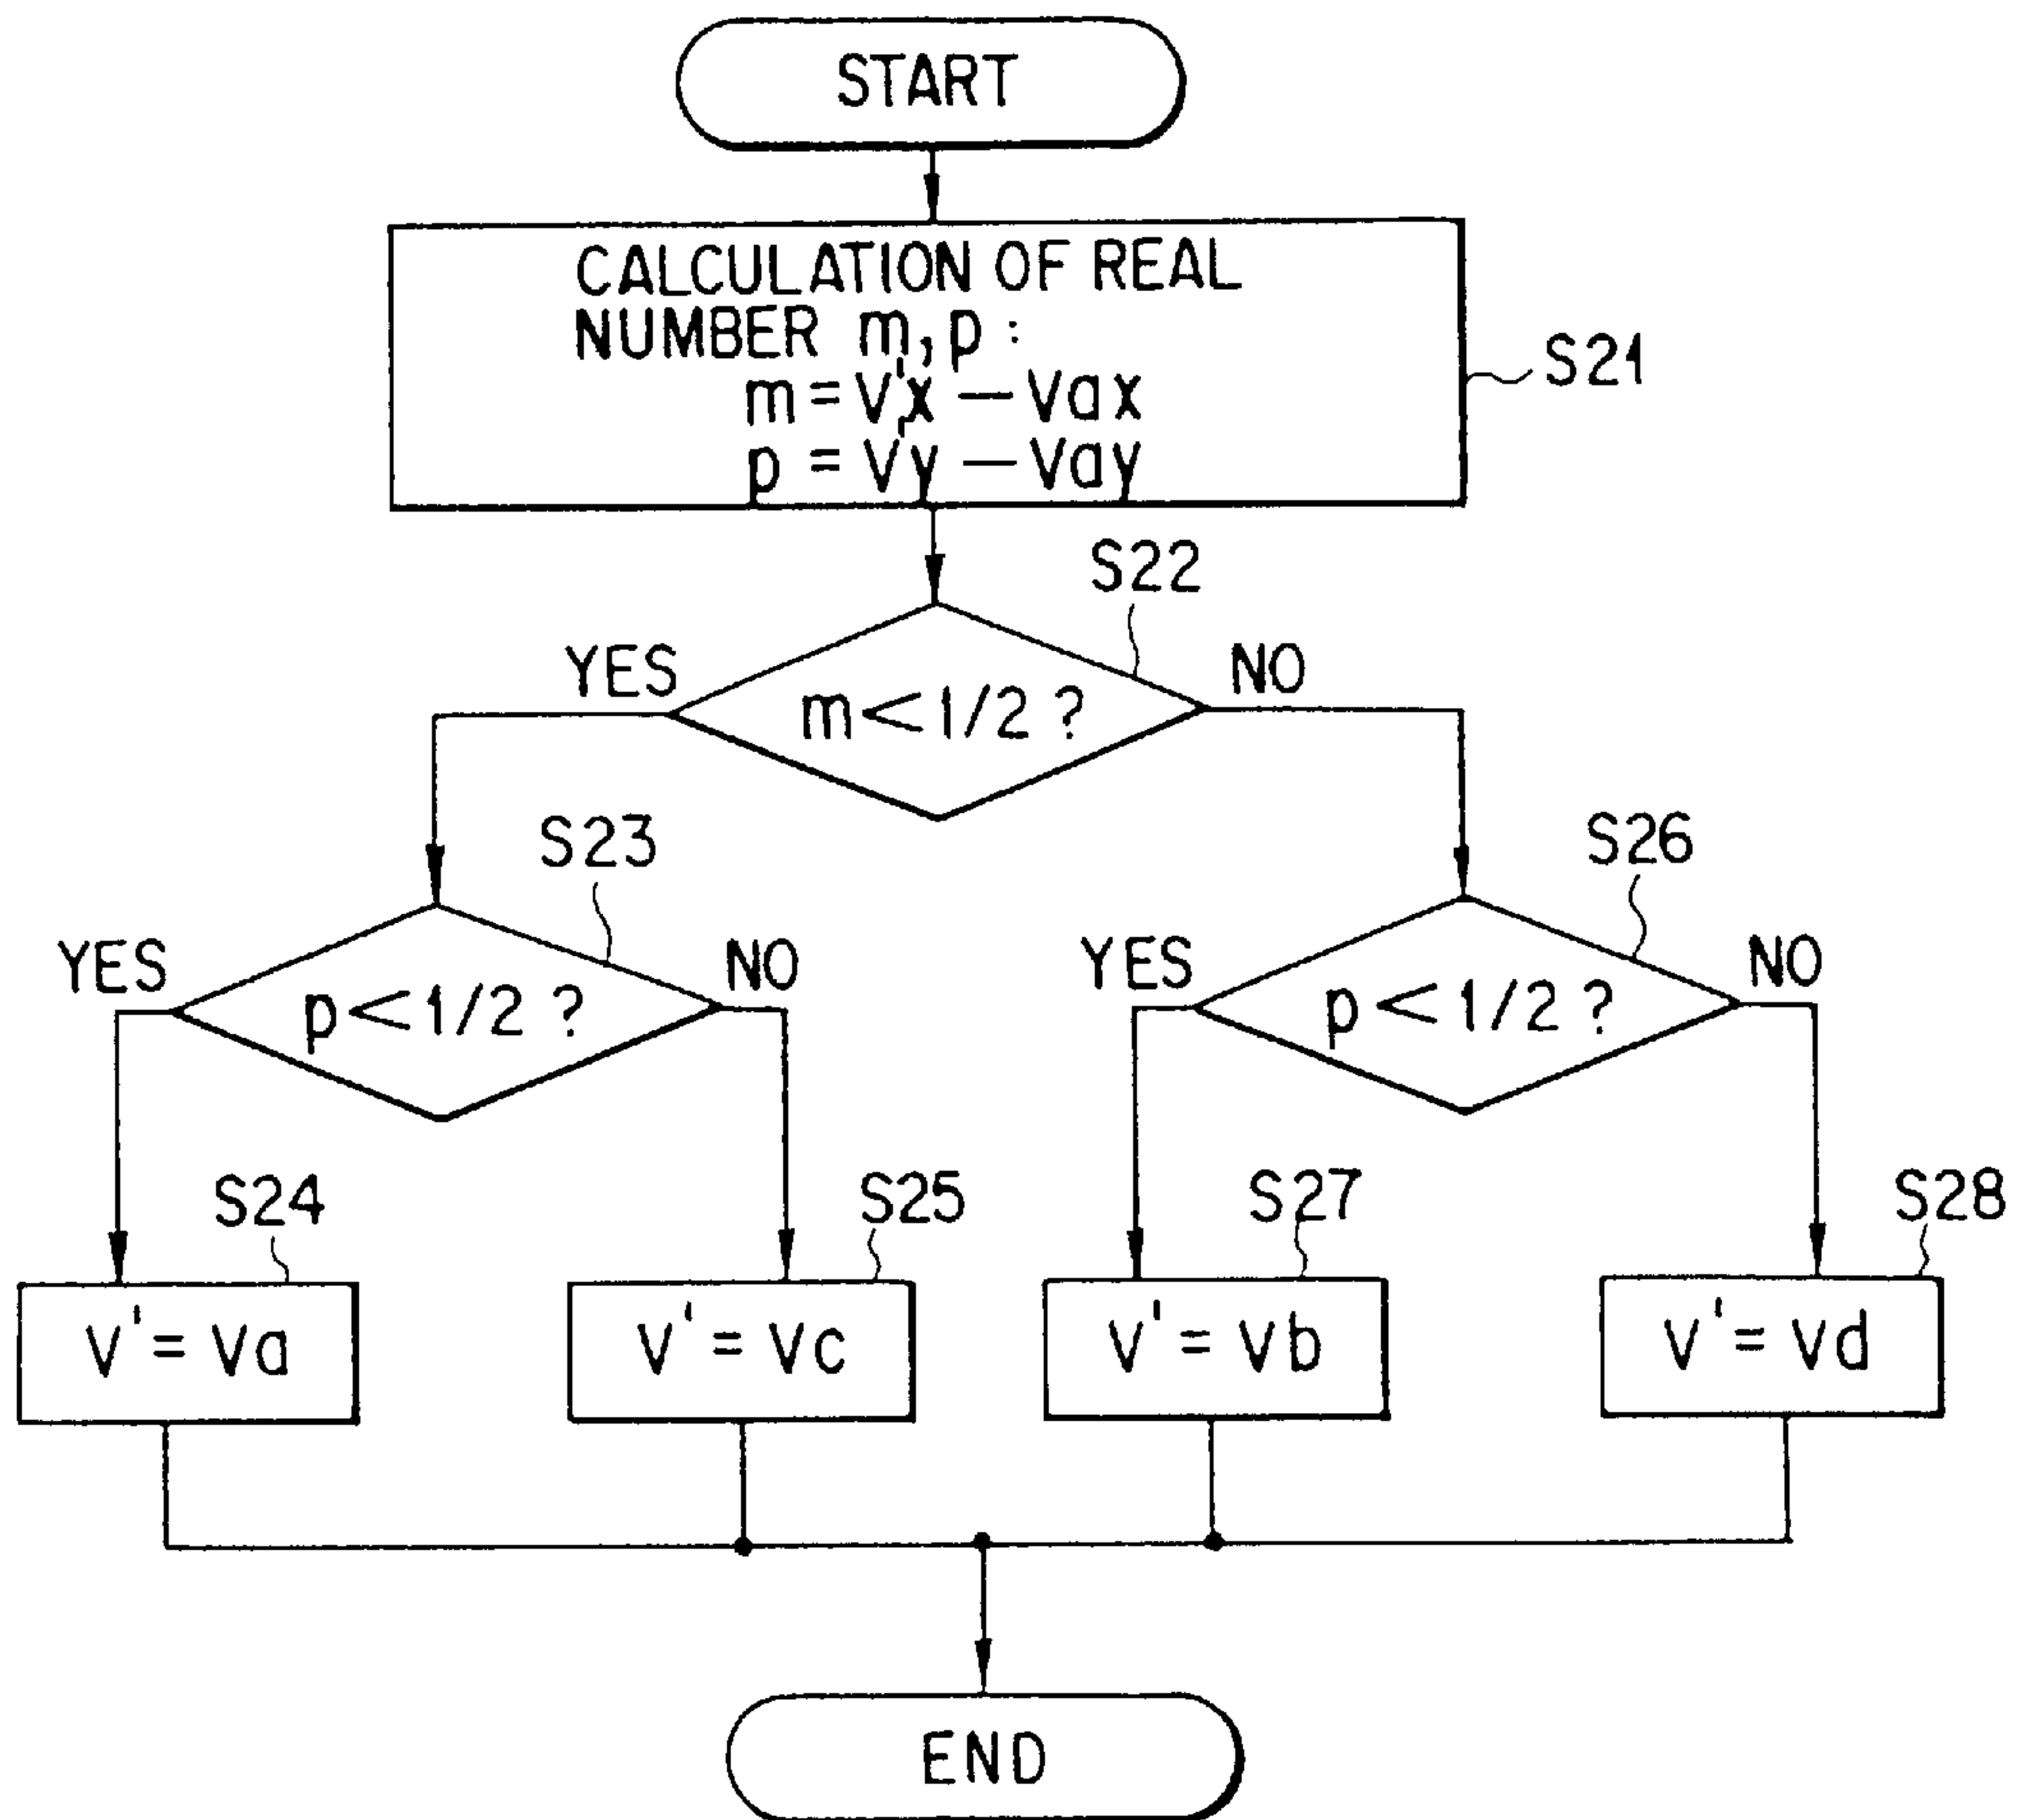 START
CALCULATION OF REAL
NUMBER m,p :
m = V'x − Vax
p = V'y − Vay
S21
S22
YES
NO
m < 1/2 ?
S23
S26
YES
NO
YES
NO
p < 1/2 ?
p < 1/2 ?
S24
S25
S27
S28
V' = Va
V' = Vc
V' = Vb
V' = Vd
END